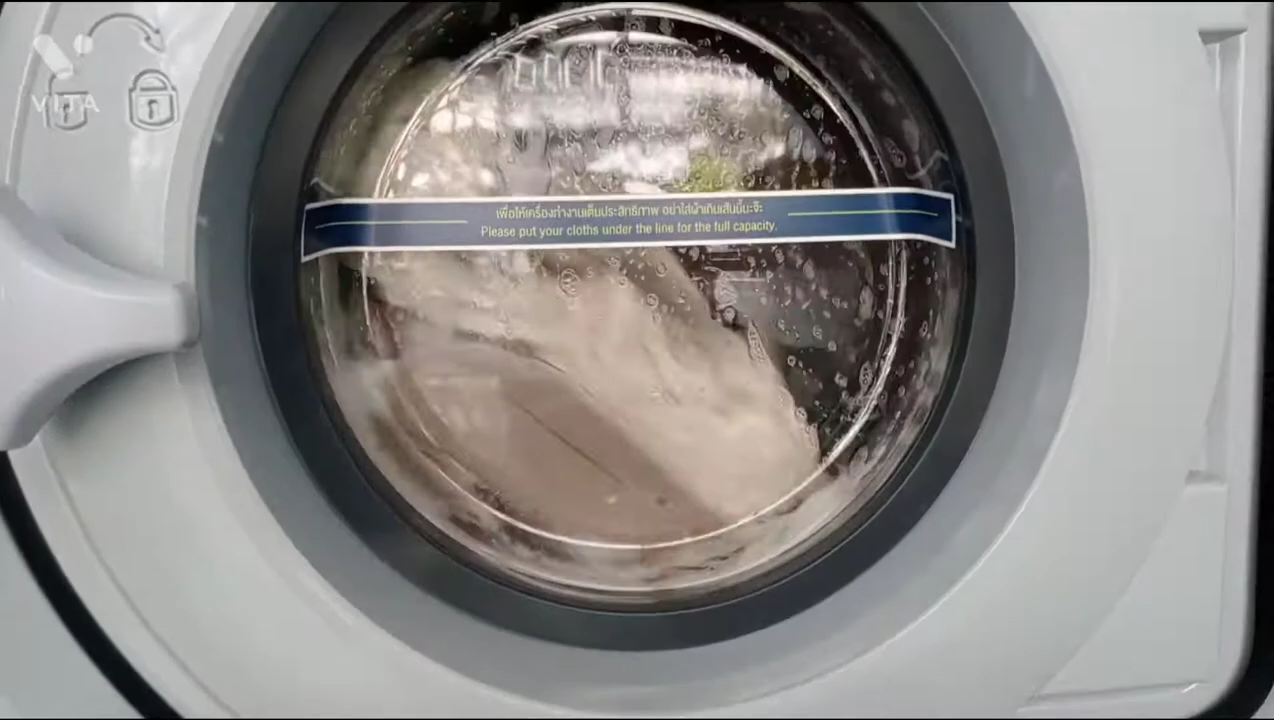 VITA
เพื่อให้เครื่องทำงานเต็มประสิทธิภาพ อย่าใส่ผ้าเกินเส้นนี้นะจ๊ะ
Please put your cloths under the line for the full capacity.